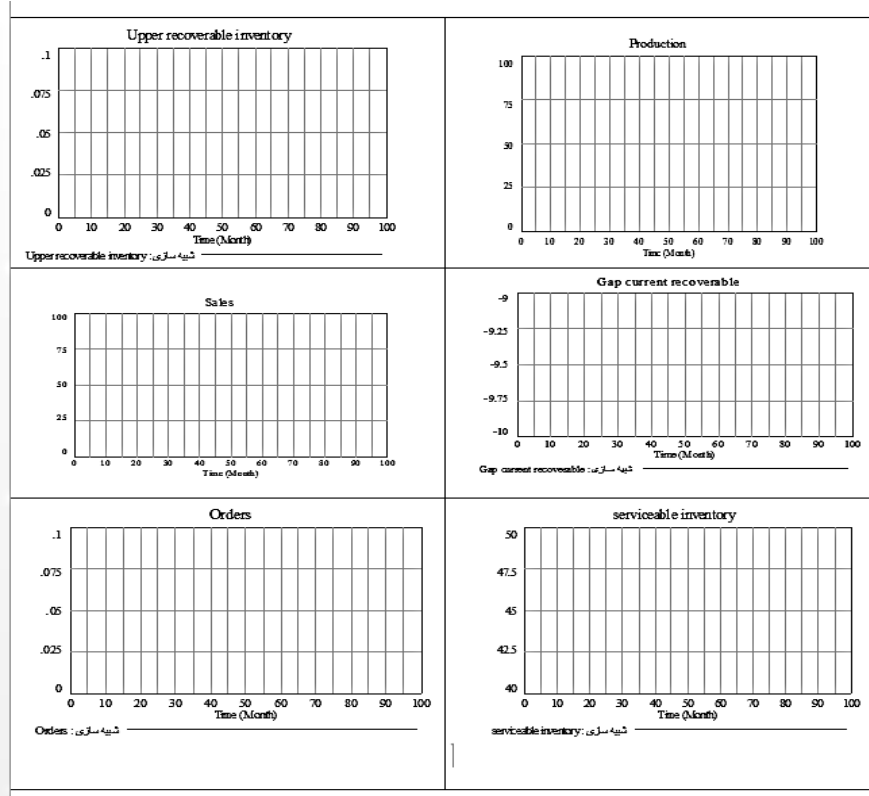 Upper recoverable inventory
.1
.075
.05
.025
0
0 10 20 30 40 50 60 70 80 90 100
Time (Month)
Upper recoverable inventory : شبیه سازی
Production
100
75
50
25
0
0 10 20 30 40 50 60 70 80 90 100
Time (Month)
Sales
100
75
50
25
0
0 10 20 30 40 50 60 70 80 90 100
Time (Month)
Gap current recoverable
-9
-9.25
-9.5
-9.75
-10
0 10 20 30 40 50 60 70 80 90 100
Time (Month)
Gap current recoverable : شبیه سازی
Orders
.1
.075
.05
.025
0
0 10 20 30 40 50 60 70 80 90 100
Time (Month)
Orders : شبیه سازی
serviceable inventory
50
47.5
45
42.5
40
0 10 20 30 40 50 60 70 80 90 100
Time (Month)
serviceable inventory : شبیه سازی